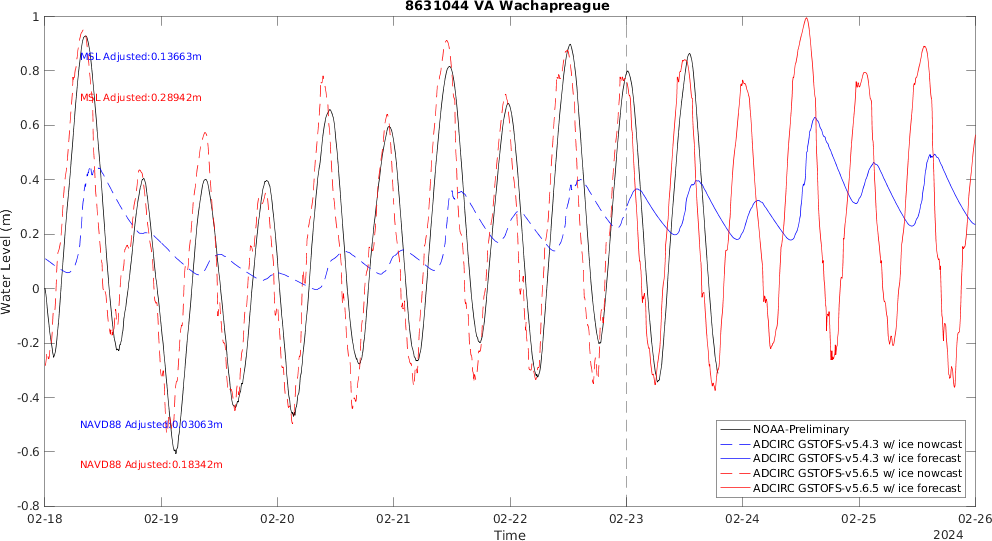 8631044 VA Wachapreague
Water Level (m)
1
0.8
0.6
0.4
0.2
0
-0.2
-0.4
-0.6
-0.8
MSL Adjusted:0.13663m
MSL Adjusted:0.28942m
NAVD88 Adjusted:0.03063m
NAVD88 Adjusted:0.18342m
NOAA-Preliminary
ADCIRC GSTOFS-v5.4.3 w/ ice nowcast
ADCIRC GSTOFS-v5.4.3 w/ ice forecast
ADCIRC GSTOFS-v5.6.5 w/ ice nowcast
ADCIRC GSTOFS-v5.6.5 w/ ice forecast
02-18 02-19 02-20 02-21 02-22 02-23 02-24 02-25 02-26
Time
2024